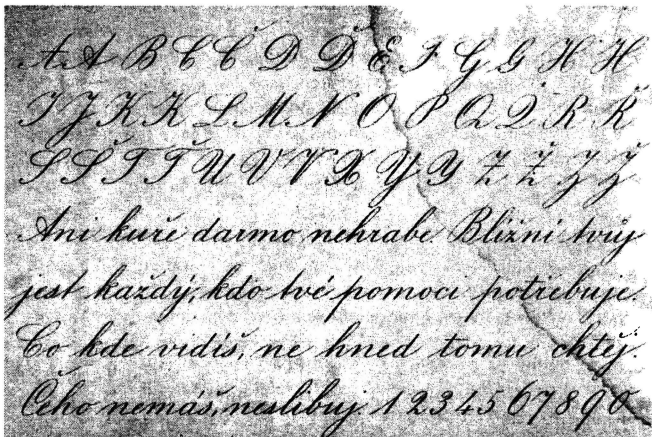 A A B C Č D Ď E F G G H H
I J K K L M N O P Q Q R Ř
S Š T Ť U V V X Y Y Z Ž Z Ž
Ani kuře darmo nehrabe. Bližní tvůj
jest každý, kdo tvé pomoci potřebuje.
Co kde vidíš, ne hned tomu chtěj.
Čeho nemáš, neslibuj. 1 2 3 4 5 6 7 8 9 0